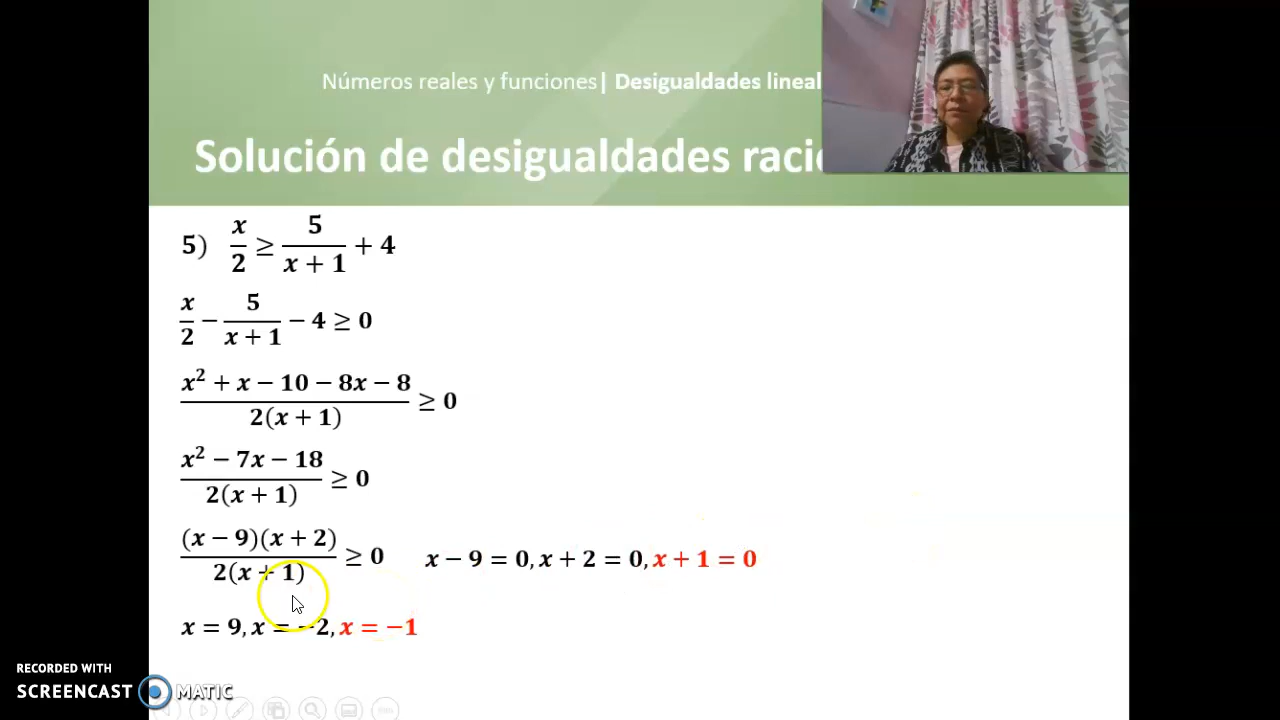 Números reales y funciones| Desigualdades lineal
Solución de desigualdades raci
5) x/2 ≥ 5/(x + 1) + 4
x/2 − 5/(x + 1) − 4 ≥ 0
(x² + x − 10 − 8x − 8)/(2(x + 1)) ≥ 0
(x² − 7x − 18)/(2(x + 1)) ≥ 0
((x − 9)(x + 2))/(2(x + 1)) ≥ 0 x − 9 = 0, x + 2 = 0, x + 1 = 0
x = 9, x = −2, x = −1
RECORDED WITH
SCREENCAST MATIC